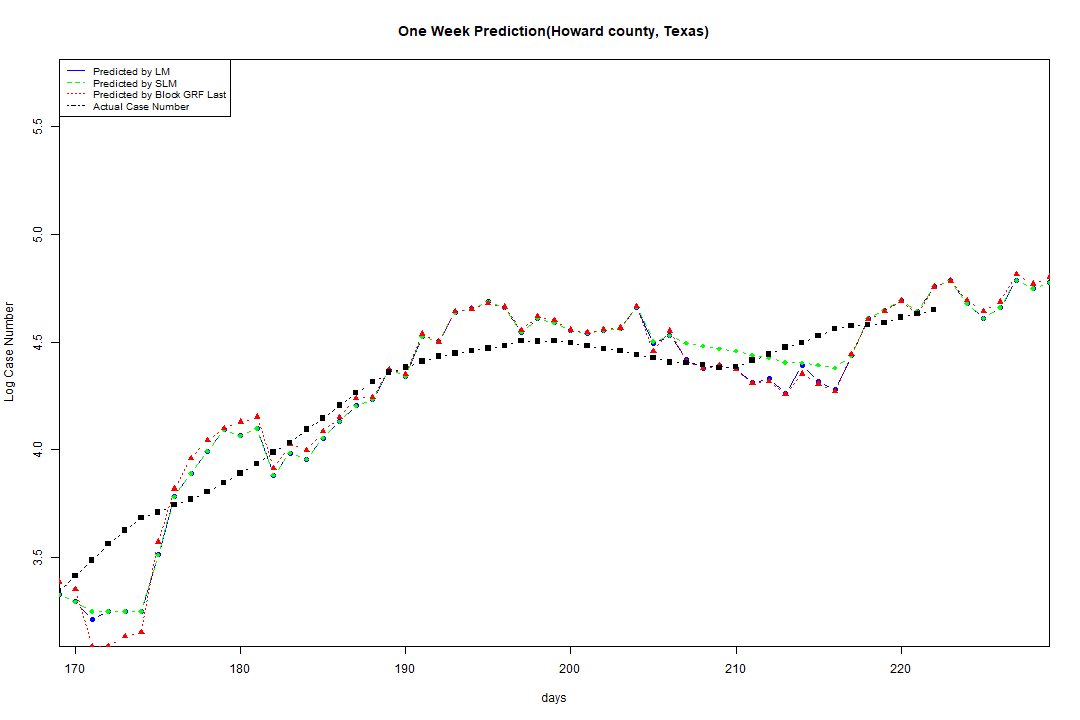 One Week Prediction(Howard county, Texas)
Predicted by LM
Predicted by SLM
Predicted by Block GRF Last
Actual Case Number
5.5
5.0
4.5
4.0
3.5
Log Case Number
170 180 190 200 210 220
days